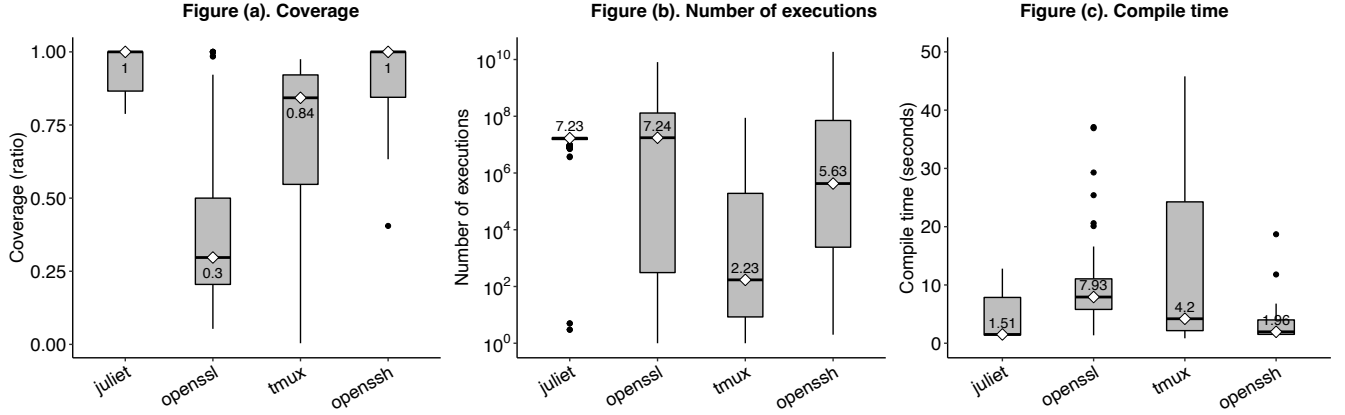 Figure (a). Coverage
Coverage (ratio)
1.00
0.75
0.50
0.25
0.00
1
0.3
0.84
1
juliet
openssl
tmux
openssh
Figure (b). Number of executions
Number of executions
10^10
10^8
10^6
10^4
10^2
10^0
7.23
7.24
2.23
5.63
juliet
openssl
tmux
openssh
Figure (c). Compile time
Compile time (seconds)
50
40
30
20
10
0
1.51
7.93
4.2
1.96
juliet
openssl
tmux
openssh